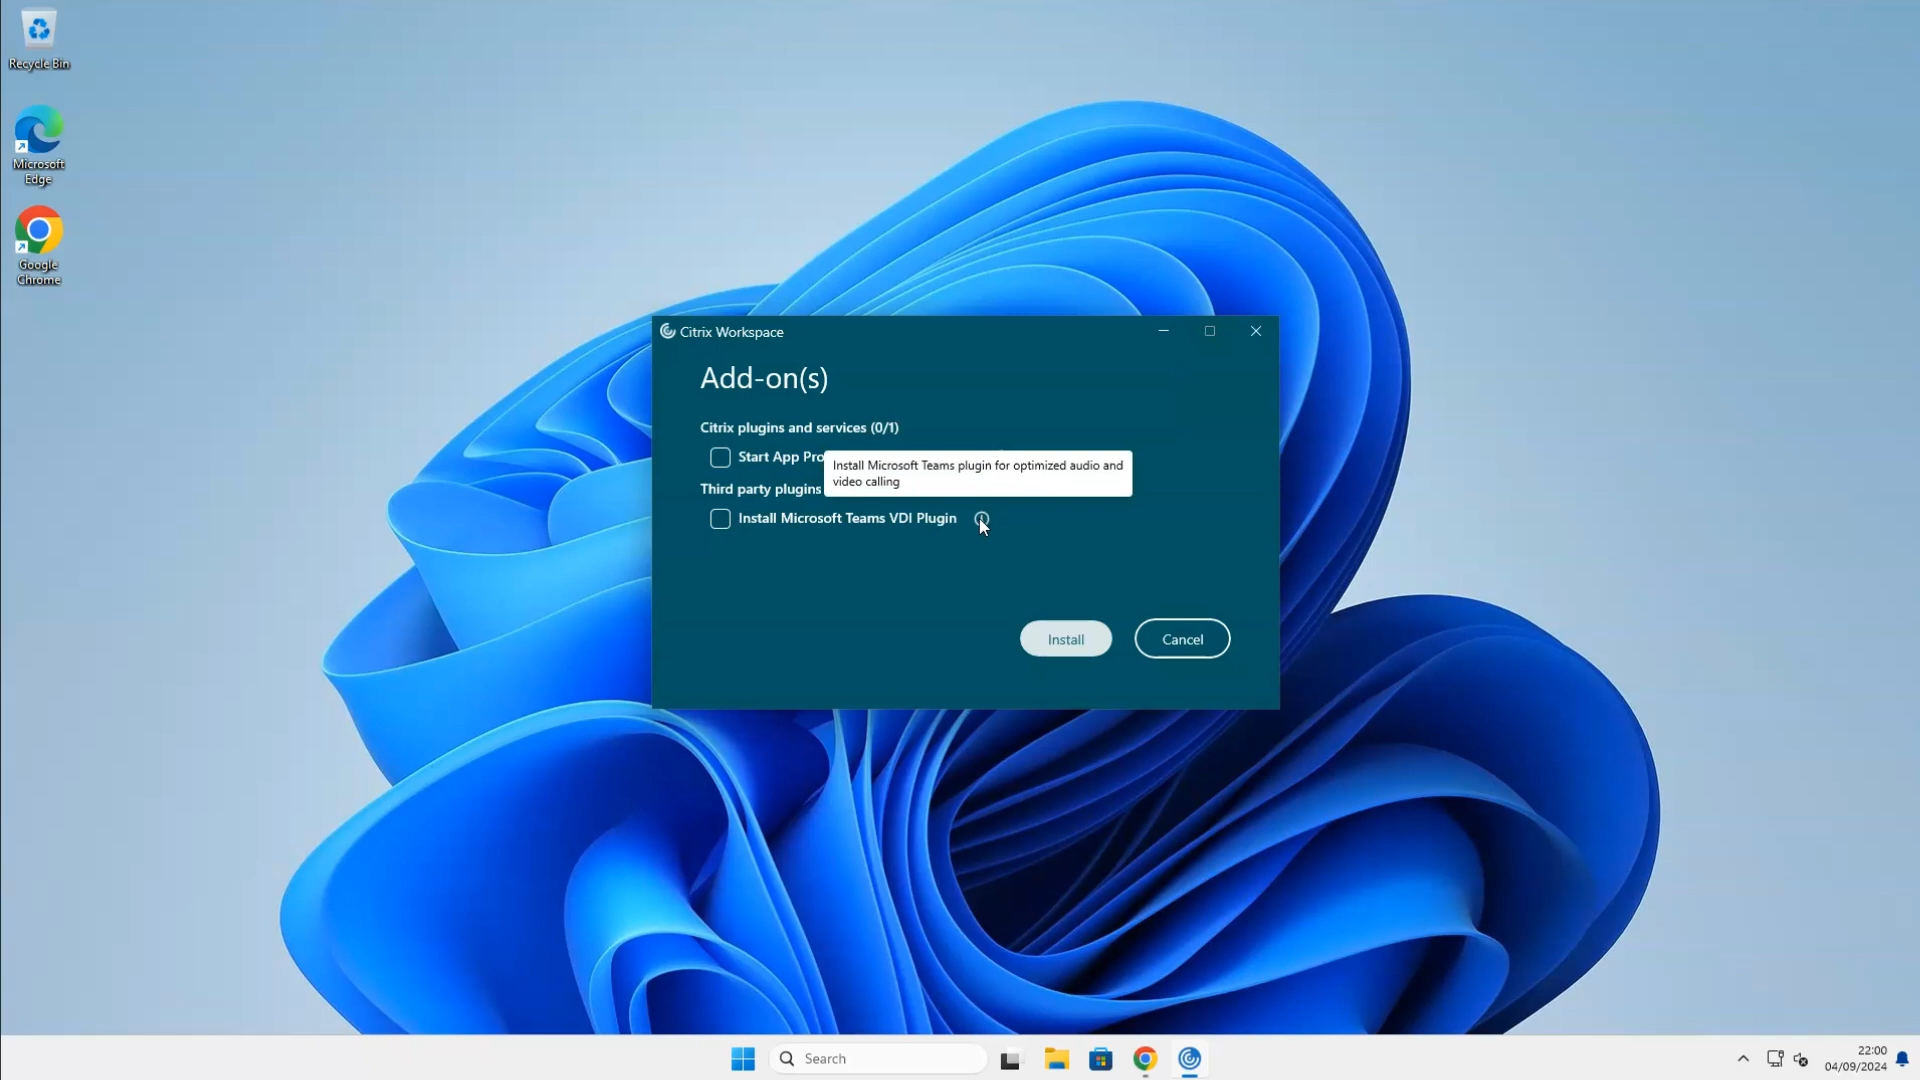 Recycle Bin
Microsoft
Edge
Google
Chrome
Citrix Workspace
Add-on(s)
Citrix plugins and services (0/1)
Start App Pro
Install Microsoft Teams plugin for optimized audio and
video calling
Third party plugins
Install Microsoft Teams VDI Plugin
Install
Cancel
Search
22:00
04/09/2024